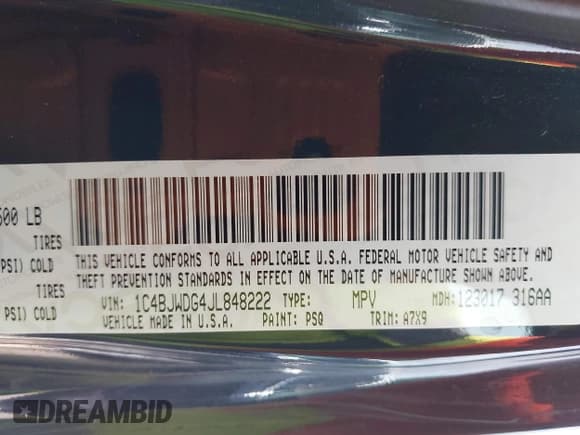 600 LB
TIRES
PSI) COLD
TIRES
PSI) COLD
THIS VEHICLE CONFORMS TO ALL APPLICABLE U.S.A. FEDERAL MOTOR VEHICLE SAFETY AND
THEFT PREVENTION STANDARDS IN EFFECT ON THE DATE OF MANUFACTURE SHOWN ABOVE.
VIN: 1C4BJWDG4JL848222 TYPE: MPV MDH: 123017 316AA
VEHICLE MADE IN U.S.A. PAINT: PSQ TRIM: A7X9
DREAMBID